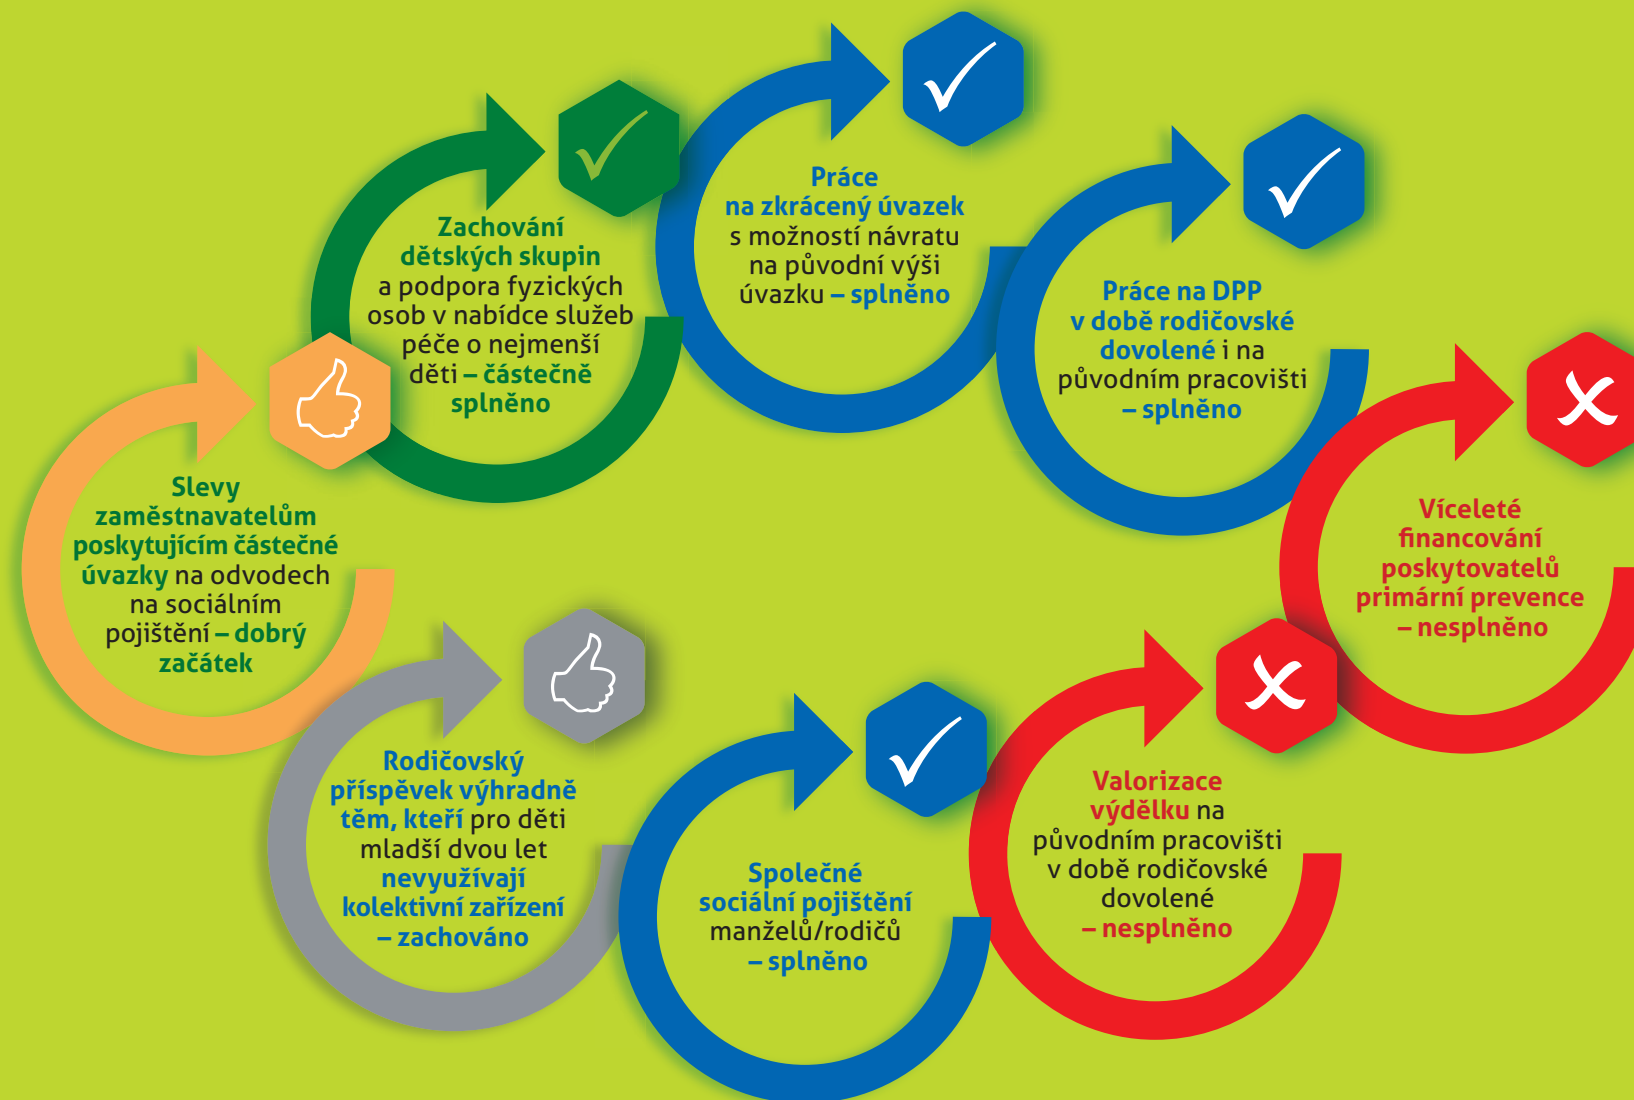 Slevy
zaměstnavatelům
poskytujícím částečné
úvazky na odvodech
na sociálním
pojištění – dobrý
začátek
Zachování
dětských skupin
a podpora fyzických
osob v nabídce služeb
péče o nejmenší
děti – částečně
splněno
Práce
na zkrácený úvazek
s možností návratu
na původní výši
úvazku – splněno
Práce na DPP
v době rodičovské
dovolené i na
původním pracovišti
– splněno
Víceleté
financování
poskytovatelů
primární prevence
– nesplněno
Rodičovský
příspěvek výhradně
těm, kteří pro děti
mladší dvou let
nevyužívají
kolektivní zařízení
– zachováno
Společné
sociální pojištění
manželů/rodičů
– splněno
Valorizace
výdělku na
původním pracovišti
v době rodičovské
dovolené
– nesplněno